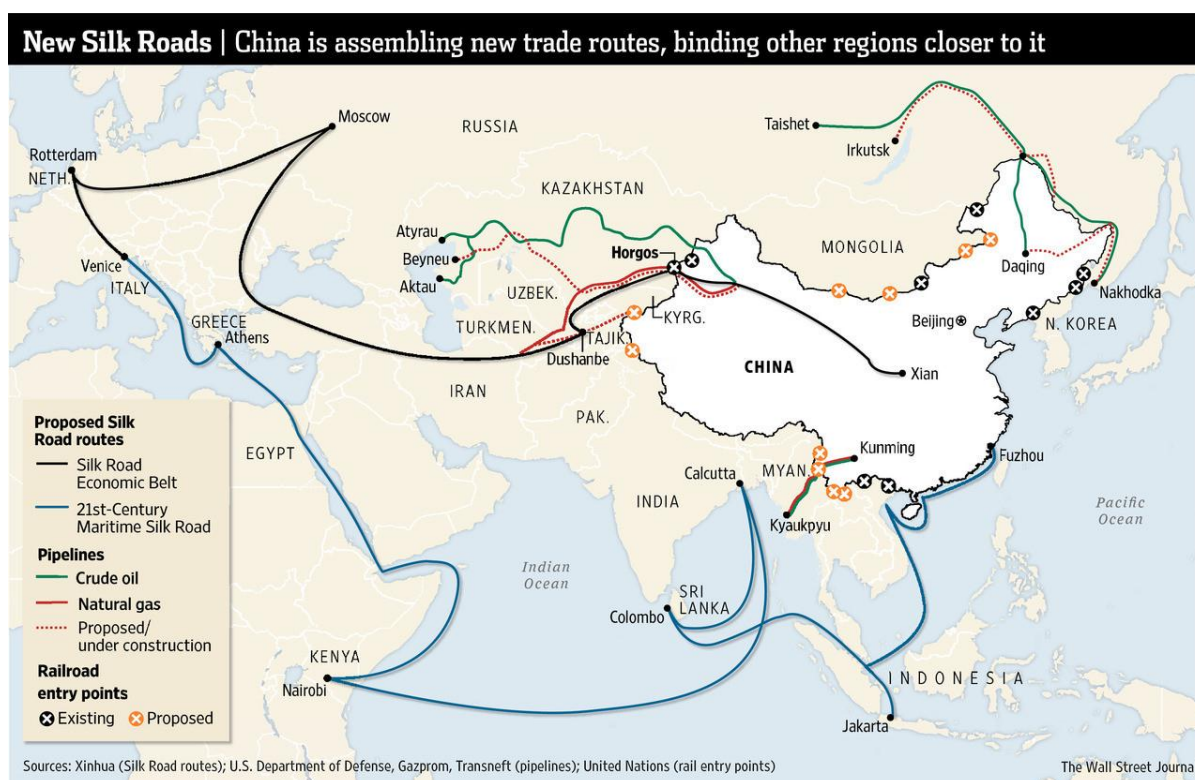 New Silk Roads | China is assembling new trade routes, binding other regions closer to it
Moscow
RUSSIA
Taishet
Irkutsk
Rotterdam
NETH.
KAZAKHSTAN
Atyrau
Beyneu
Aktau
Horgos
MONGOLIA
Daqing
Nakhodka
Venice
ITALY
UZBEK.
TURKMEN.
KYRG.
TAJIK.
Dushanbe
Beijing
N. KOREA
GREECE
Athens
CHINA
Xian
IRAN
PAK.
EGYPT
Kunming
Fuzhou
Calcutta
MYAN.
INDIA
Kyaukpyu
Pacific
Ocean
Indian
Ocean
SRI
LANKA
Colombo
KENYA
Nairobi
INDONESIA
Jakarta
Proposed Silk
Road routes
Silk Road
Economic Belt
21st-Century
Maritime Silk Road
Pipelines
Crude oil
Natural gas
Proposed/
under construction
Railroad
entry points
Existing
Proposed
Sources: Xinhua (Silk Road routes); U.S. Department of Defense, Gazprom, Transneft (pipelines); United Nations (rail entry points)
The Wall Street Journa